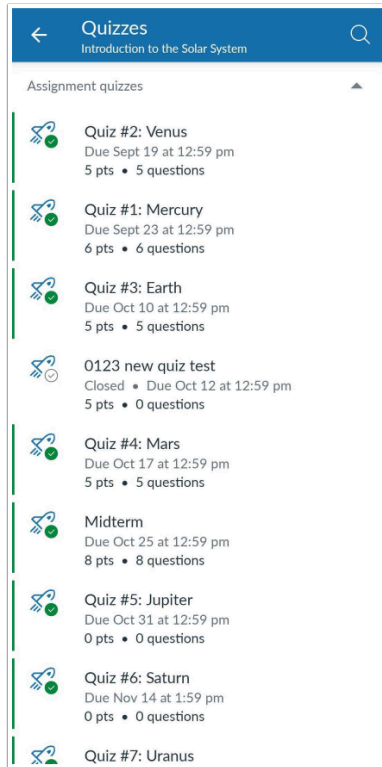 Quizzes
Introduction to the Solar System
Assignment quizzes
Quiz #2: Venus
Due Sept 19 at 12:59 pm
5 pts • 5 questions
Quiz #1: Mercury
Due Sept 23 at 12:59 pm
6 pts • 6 questions
Quiz #3: Earth
Due Oct 10 at 12:59 pm
5 pts • 5 questions
0123 new quiz test
Closed • Due Oct 12 at 12:59 pm
5 pts • 0 questions
Quiz #4: Mars
Due Oct 17 at 12:59 pm
5 pts • 5 questions
Midterm
Due Oct 25 at 12:59 pm
8 pts • 8 questions
Quiz #5: Jupiter
Due Oct 31 at 12:59 pm
0 pts • 0 questions
Quiz #6: Saturn
Due Nov 14 at 1:59 pm
0 pts • 0 questions
Quiz #7: Uranus